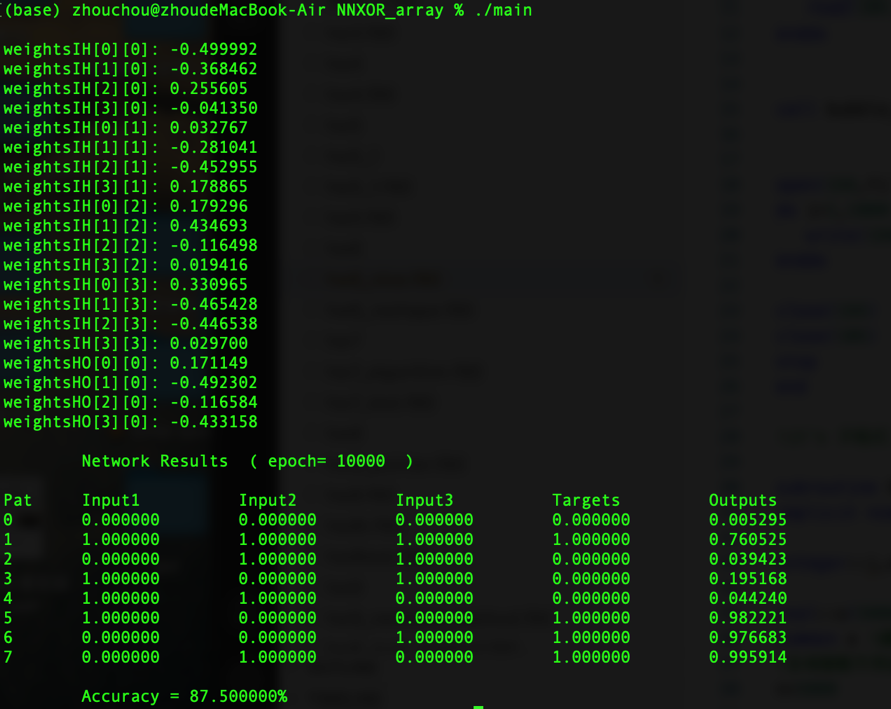 (base) zhouchou@zhoudeMacBook-Air NNXOR_array % ./main
weightsIH[0][0]: -0.499992
weightsIH[1][0]: -0.368462
weightsIH[2][0]: 0.255605
weightsIH[3][0]: -0.041350
weightsIH[0][1]: 0.032767
weightsIH[1][1]: -0.281041
weightsIH[2][1]: -0.452955
weightsIH[3][1]: 0.178865
weightsIH[0][2]: 0.179296
weightsIH[1][2]: 0.434693
weightsIH[2][2]: -0.116498
weightsIH[3][2]: 0.019416
weightsIH[0][3]: 0.330965
weightsIH[1][3]: -0.465428
weightsIH[2][3]: -0.446538
weightsIH[3][3]: 0.029700
weightsHO[0][0]: 0.171149
weightsHO[1][0]: -0.492302
weightsHO[2][0]: -0.116584
weightsHO[3][0]: -0.433158
Network Results ( epoch= 10000 )
Pat Input1 Input2 Input3 Targets Outputs
0 0.000000 0.000000 0.000000 0.000000 0.005295
1 1.000000 1.000000 1.000000 1.000000 0.760525
2 0.000000 1.000000 1.000000 0.000000 0.039423
3 1.000000 0.000000 1.000000 0.000000 0.195168
4 1.000000 1.000000 0.000000 0.000000 0.044240
5 1.000000 0.000000 0.000000 1.000000 0.982221
6 0.000000 0.000000 1.000000 1.000000 0.976683
7 0.000000 1.000000 0.000000 1.000000 0.995914
Accuracy = 87.500000%